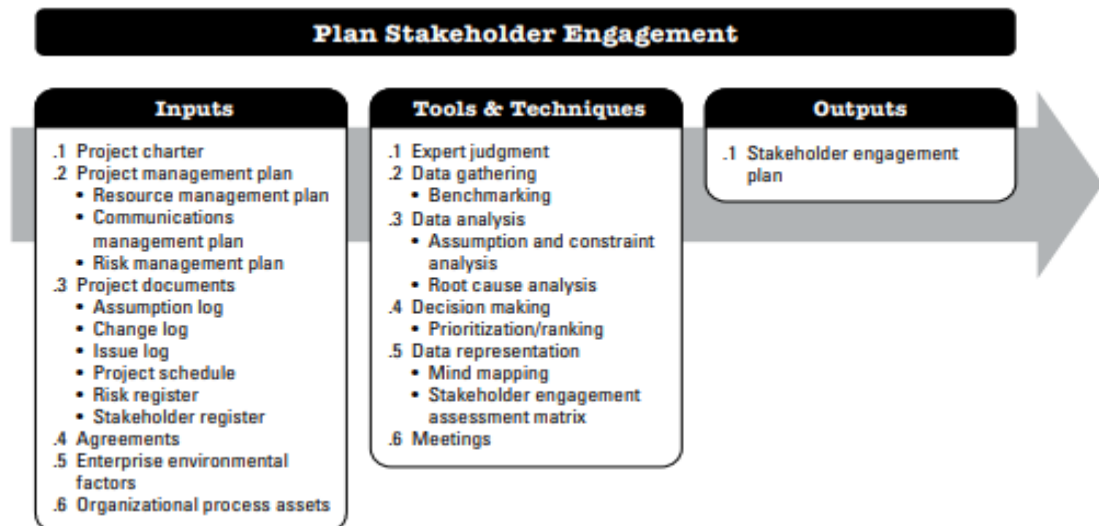 Plan Stakeholder Engagement
Inputs
.1 Project charter
.2 Project management plan
• Resource management plan
• Communications
management plan
• Risk management plan
.3 Project documents
• Assumption log
• Change log
• Issue log
• Project schedule
• Risk register
• Stakeholder register
.4 Agreements
.5 Enterprise environmental
factors
.6 Organizational process assets
Tools & Techniques
.1 Expert judgment
.2 Data gathering
• Benchmarking
.3 Data analysis
• Assumption and constraint
analysis
• Root cause analysis
.4 Decision making
• Prioritization/ranking
.5 Data representation
• Mind mapping
• Stakeholder engagement
assessment matrix
.6 Meetings
Outputs
.1 Stakeholder engagement
plan